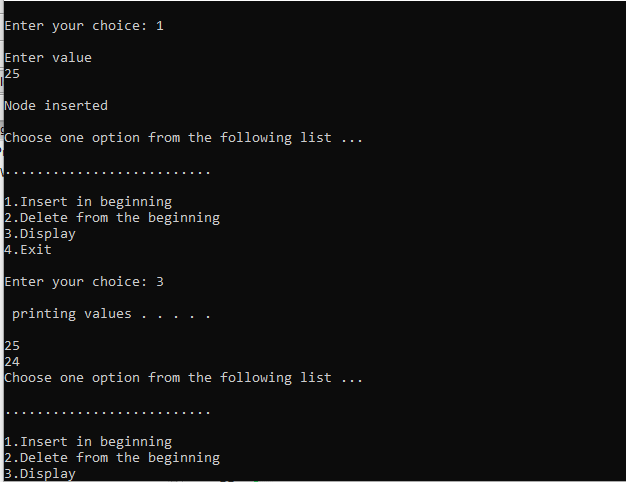 Enter your choice: 1
Enter value
25
Node inserted
Choose one option from the following list ...
..........................
1.Insert in beginning
2.Delete from the beginning
3.Display
4.Exit
Enter your choice: 3
printing values . . . . .
25
24
Choose one option from the following list ...
..........................
1.Insert in beginning
2.Delete from the beginning
3.Display